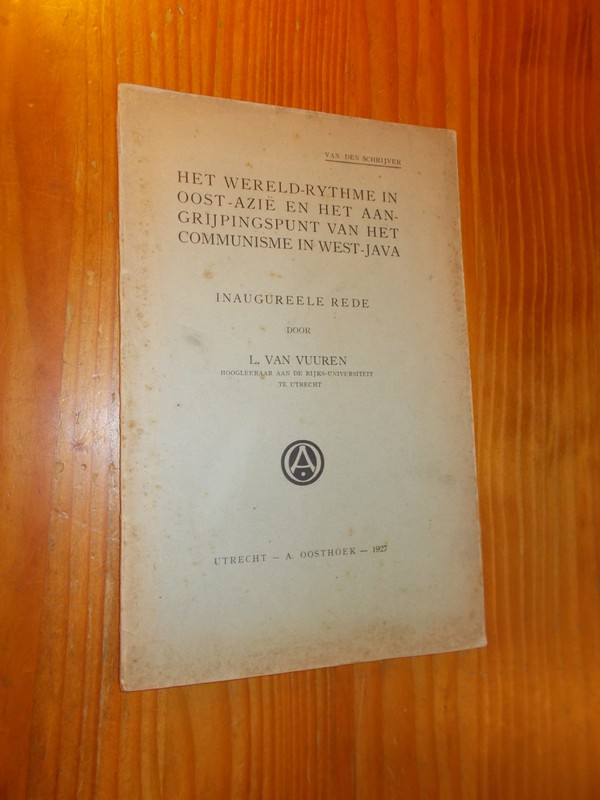 VAN DEN SCHRIJVER
HET WERELD-RYTHME IN
OOST-AZIË EN HET AAN-
GRIJPINGSPUNT VAN HET
COMMUNISME IN WEST-JAVA
INAUGUREELE REDE
DOOR
L. VAN VUUREN
HOOGLEERAAR AAN DE RIJKS-UNIVERSITEIT
TE UTRECHT
A
UTRECHT — A. OOSTHOEK — 1927